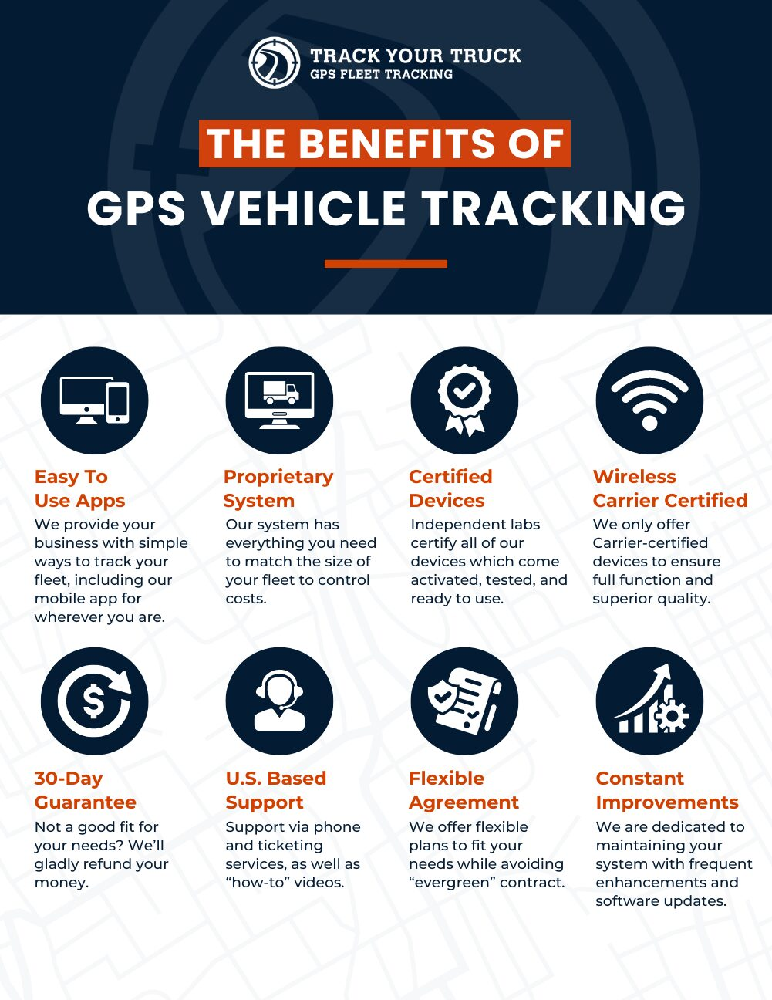 TRACK YOUR TRUCK
GPS FLEET TRACKING
THE BENEFITS OF
GPS VEHICLE TRACKING
Easy To
Use Apps
We provide your
business with simple
ways to track your
fleet, including our
mobile app for
wherever you are.
Proprietary
System
Our system has
everything you need
to match the size of
your fleet to control
costs.
Certified
Devices
Independent labs
certify all of our
devices which come
activated, tested, and
ready to use.
Wireless
Carrier Certified
We only offer
Carrier-certified
devices to ensure
full function and
superior quality.
$
30-Day
Guarantee
Not a good fit for
your needs? We’ll
gladly refund your
money.
U.S. Based
Support
Support via phone
and ticketing
services, as well as
“how-to” videos.
Flexible
Agreement
We offer flexible
plans to fit your
needs while avoiding
“evergreen” contract.
Constant
Improvements
We are dedicated to
maintaining your
system with frequent
enhancements and
software updates.